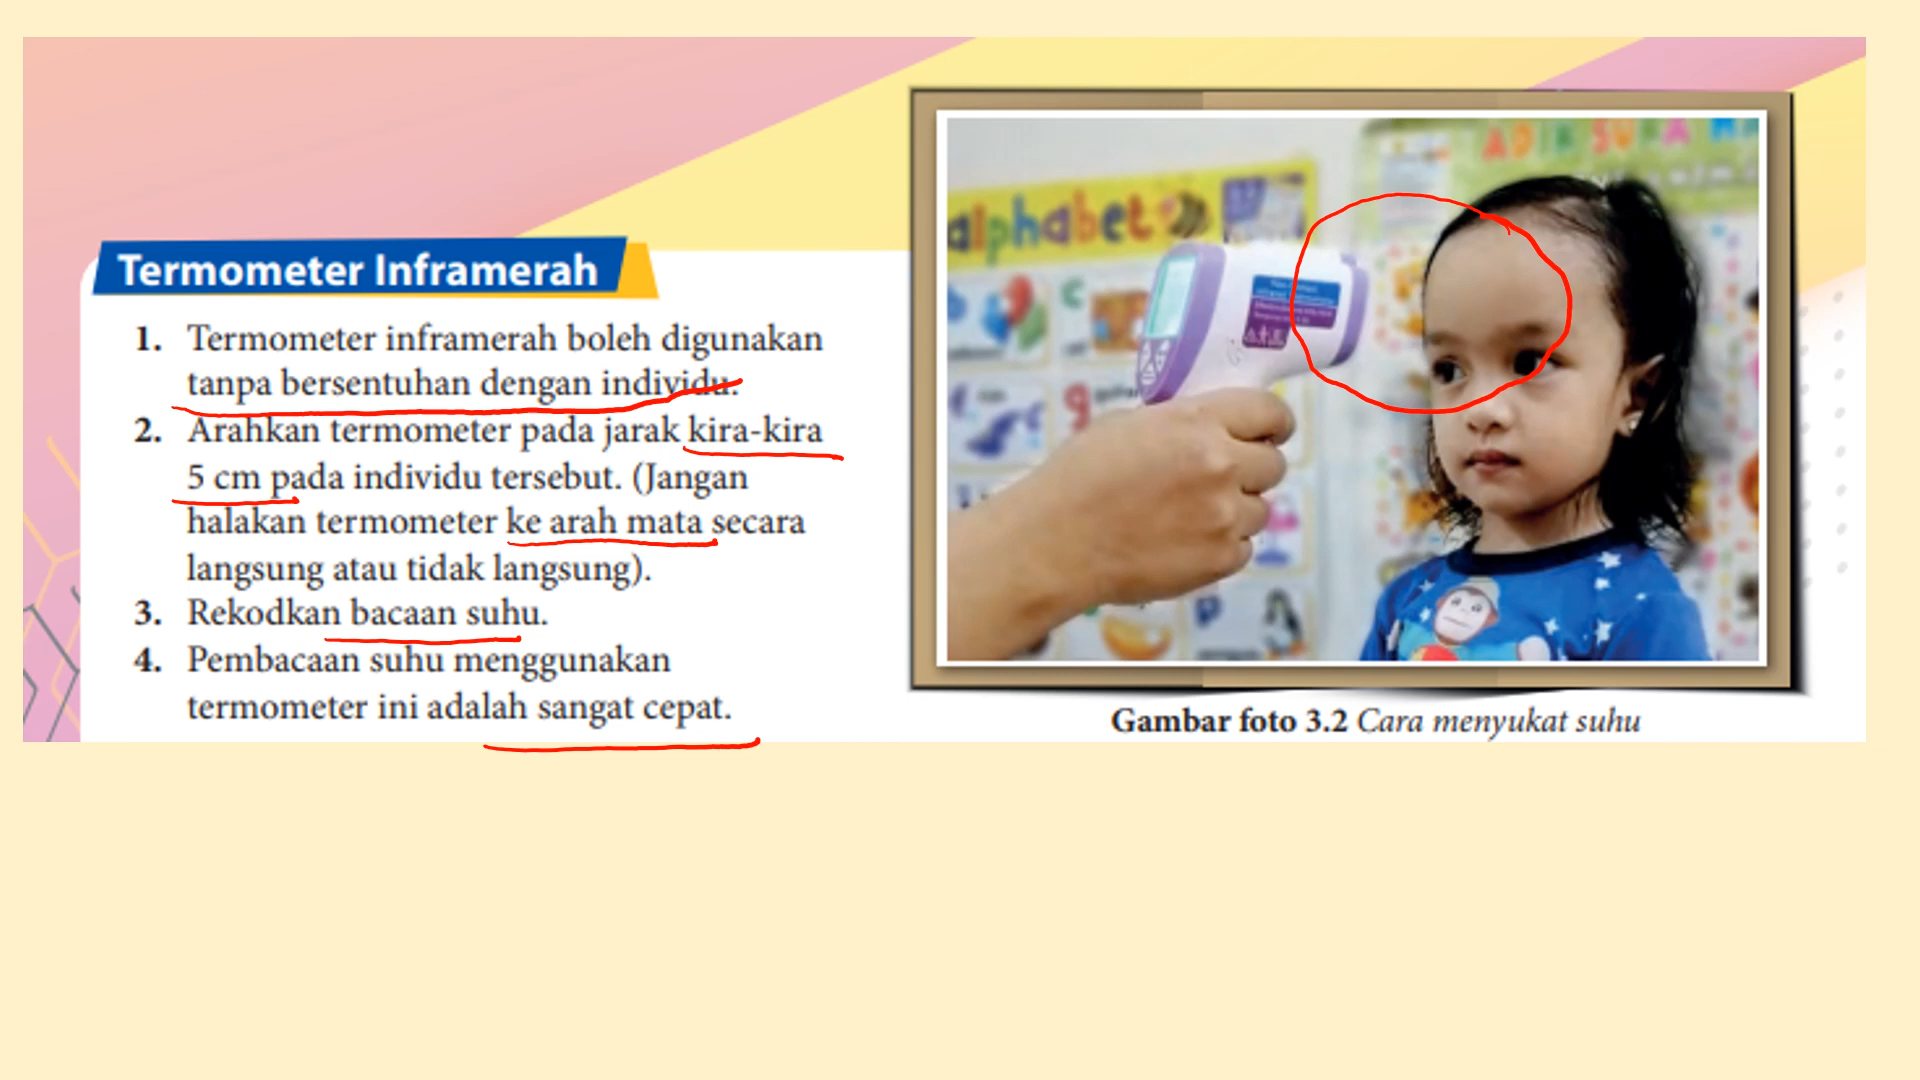 Termometer Inframerah
1. Termometer inframerah boleh digunakan
tanpa bersentuhan dengan individu.
2. Arahkan termometer pada jarak kira-kira
5 cm pada individu tersebut. (Jangan
halakan termometer ke arah mata secara
langsung atau tidak langsung).
3. Rekodkan bacaan suhu.
4. Pembacaan suhu menggunakan
termometer ini adalah sangat cepat.
alphabet
ADIK SUKA
Gambar foto 3.2 Cara menyukat suhu